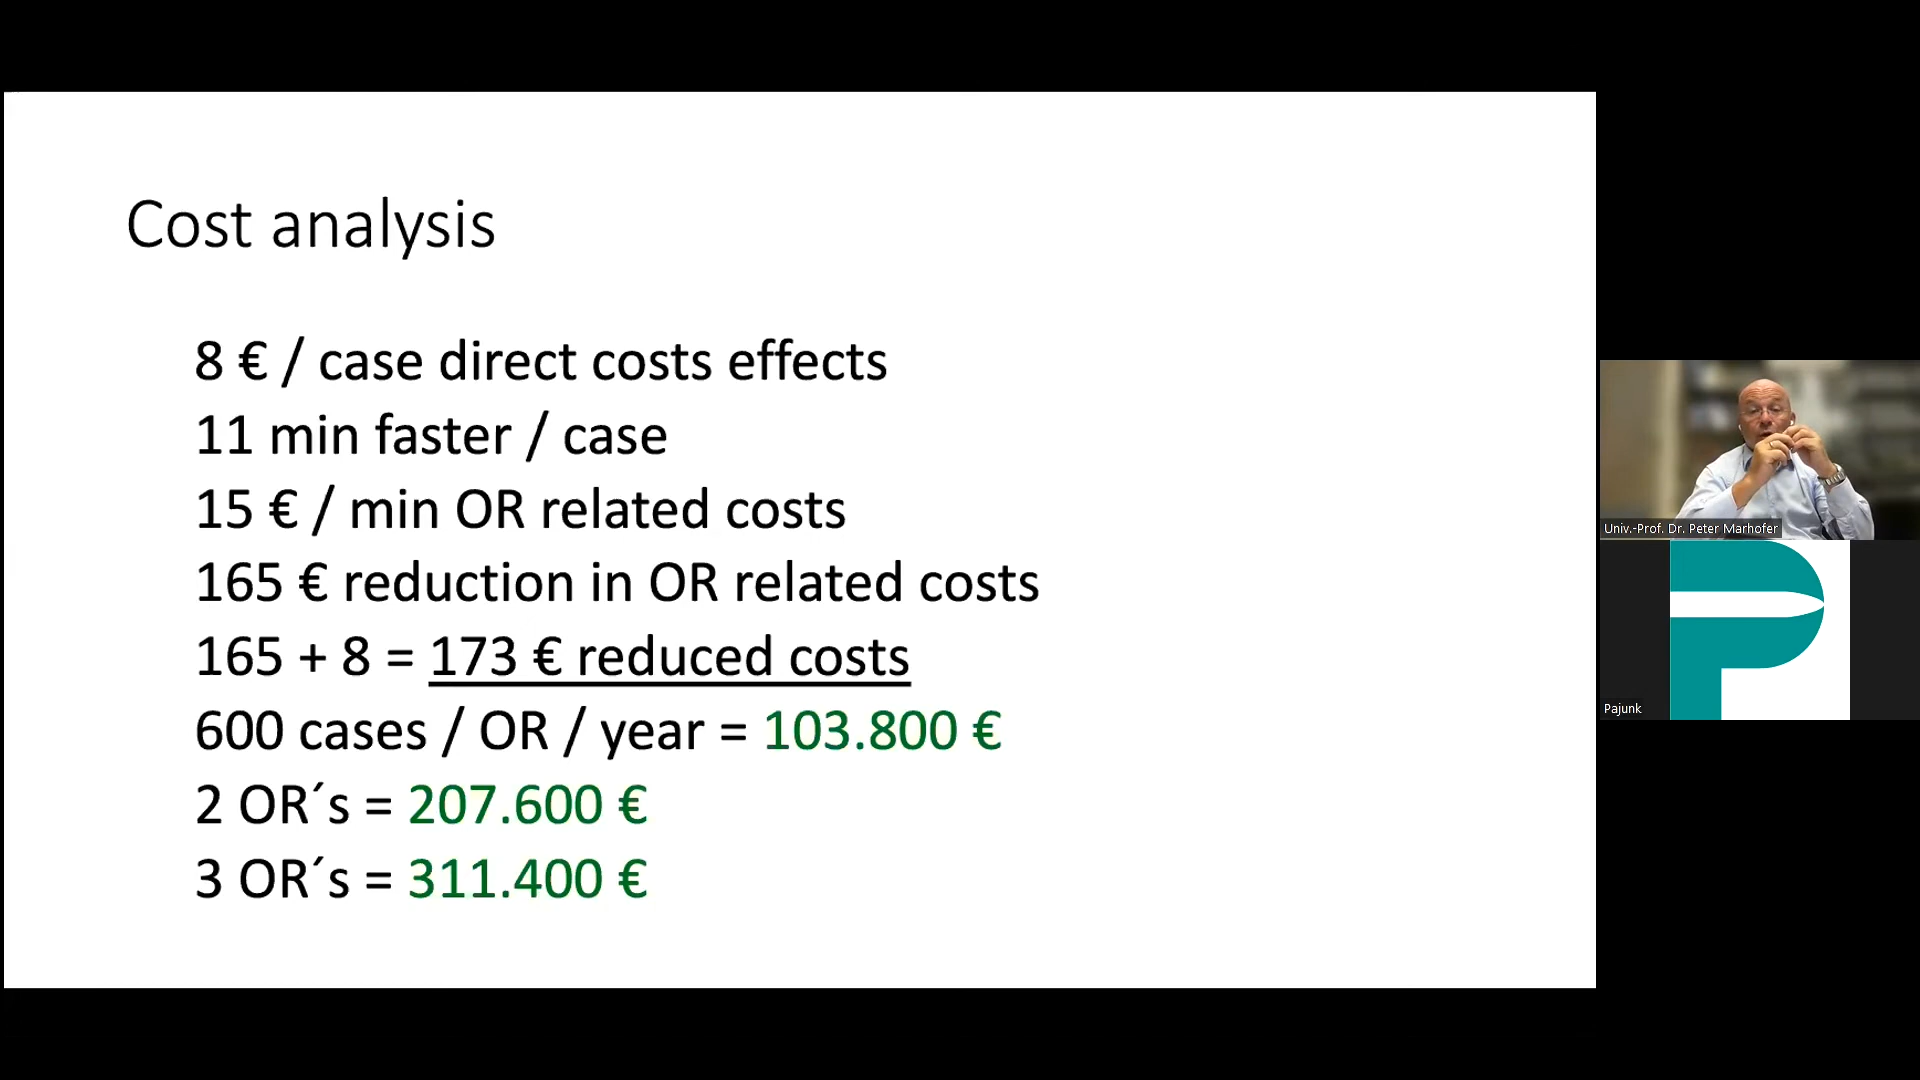 Cost analysis
8 € / case direct costs effects
11 min faster / case
15 € / min OR related costs
165 € reduction in OR related costs
165 + 8 = 173 € reduced costs
600 cases / OR / year = 103.800 €
2 OR´s = 207.600 €
3 OR´s = 311.400 €
Univ.-Prof. Dr. Peter Marhofer
Pajunk